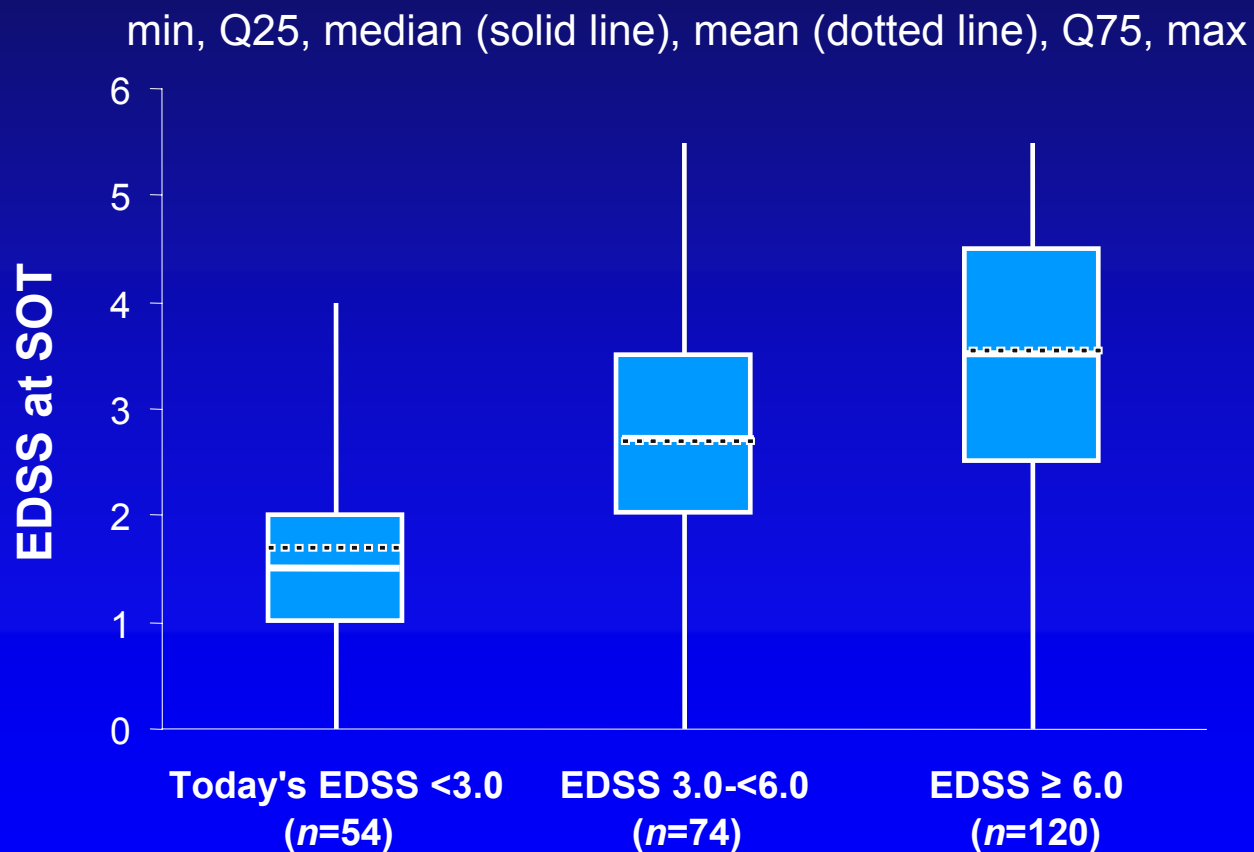 min, Q25, median (solid line), mean (dotted line), Q75, max
EDSS at SOT
6
5
4
3
2
1
0
Today's EDSS <3.0
(n=54)
EDSS 3.0-<6.0
(n=74)
EDSS ≥ 6.0
(n=120)